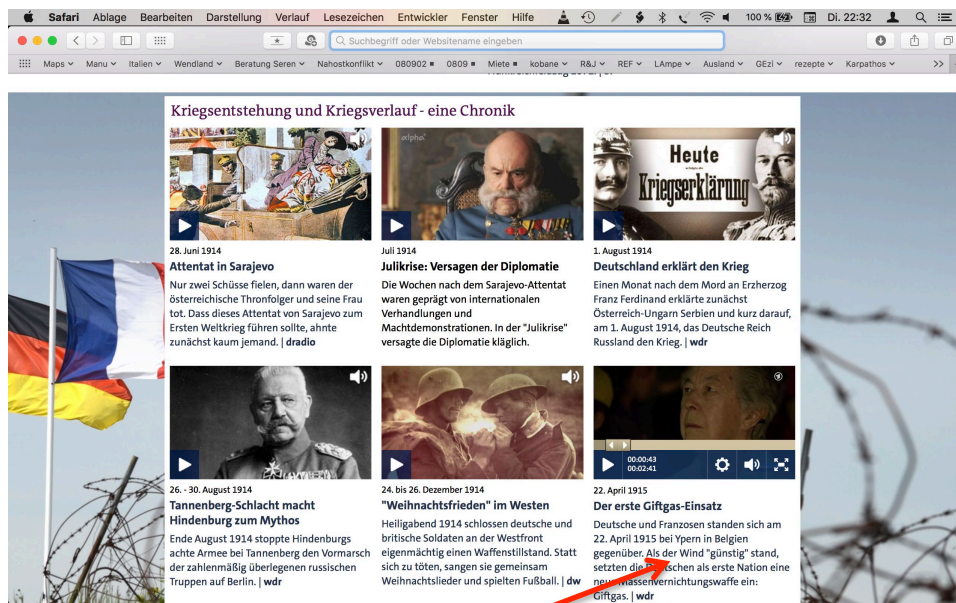 Safari Ablage Bearbeiten Darstellung Verlauf Lesezeichen Entwickler Fenster Hilfe 100 % Di. 22:32
Suchbegriff oder Websitename eingeben
Maps Manu Italien Wendland Beratung Seren Nahostkonflikt 080902 0809 Miete kobane R&J REF LAmpe Ausland GEzi rezepte Karpathos >>
Kriegsentstehung und Kriegsverlauf - eine Chronik
alpha
Heute
Kriegserklärung
28. Juni 1914
Attentat in Sarajevo
Nur zwei Schüsse fielen, dann waren der
österreichische Thronfolger und seine Frau
tot. Dass dieses Attentat von Sarajevo zum
Ersten Weltkrieg führen sollte, ahnte
zunächst kaum jemand. | dradio
Juli 1914
Julikrise: Versagen der Diplomatie
Die Wochen nach dem Sarajevo-Attentat
waren geprägt von internationalen
Verhandlungen und
Machtdemonstrationen. In der "Julikrise"
versagte die Diplomatie kläglich.
1. August 1914
Deutschland erklärt den Krieg
Einen Monat nach dem Mord an Erzherzog
Franz Ferdinand erklärte zunächst
Österreich-Ungarn Serbien und kurz darauf,
am 1. August 1914, das Deutsche Reich
Russland den Krieg. | wdr
00:00:43
00:02:41
26. - 30. August 1914
Tannenberg-Schlacht macht
Hindenburg zum Mythos
Ende August 1914 stoppte Hindenburgs
achte Armee bei Tannenberg den Vormarsch
der zahlenmäßig überlegenen russischen
Truppen auf Berlin. | wdr
24. bis 26. Dezember 1914
"Weihnachtsfrieden" im Westen
Heiligabend 1914 schlossen deutsche und
britische Soldaten an der Westfront
eigenmächtig einen Waffenstillstand. Statt
sich zu töten, sangen sie gemeinsam
Weihnachtslieder und spielten Fußball. | dw
22. April 1915
Der erste Giftgas-Einsatz
Deutsche und Franzosen standen sich am
22. April 1915 bei Ypern in Belgien
gegenüber. Als der Wind "günstig" stand,
setzten die Deutschen als erste Nation eine
neue Massenvernichtungswaffe ein:
Giftgas. | wdr